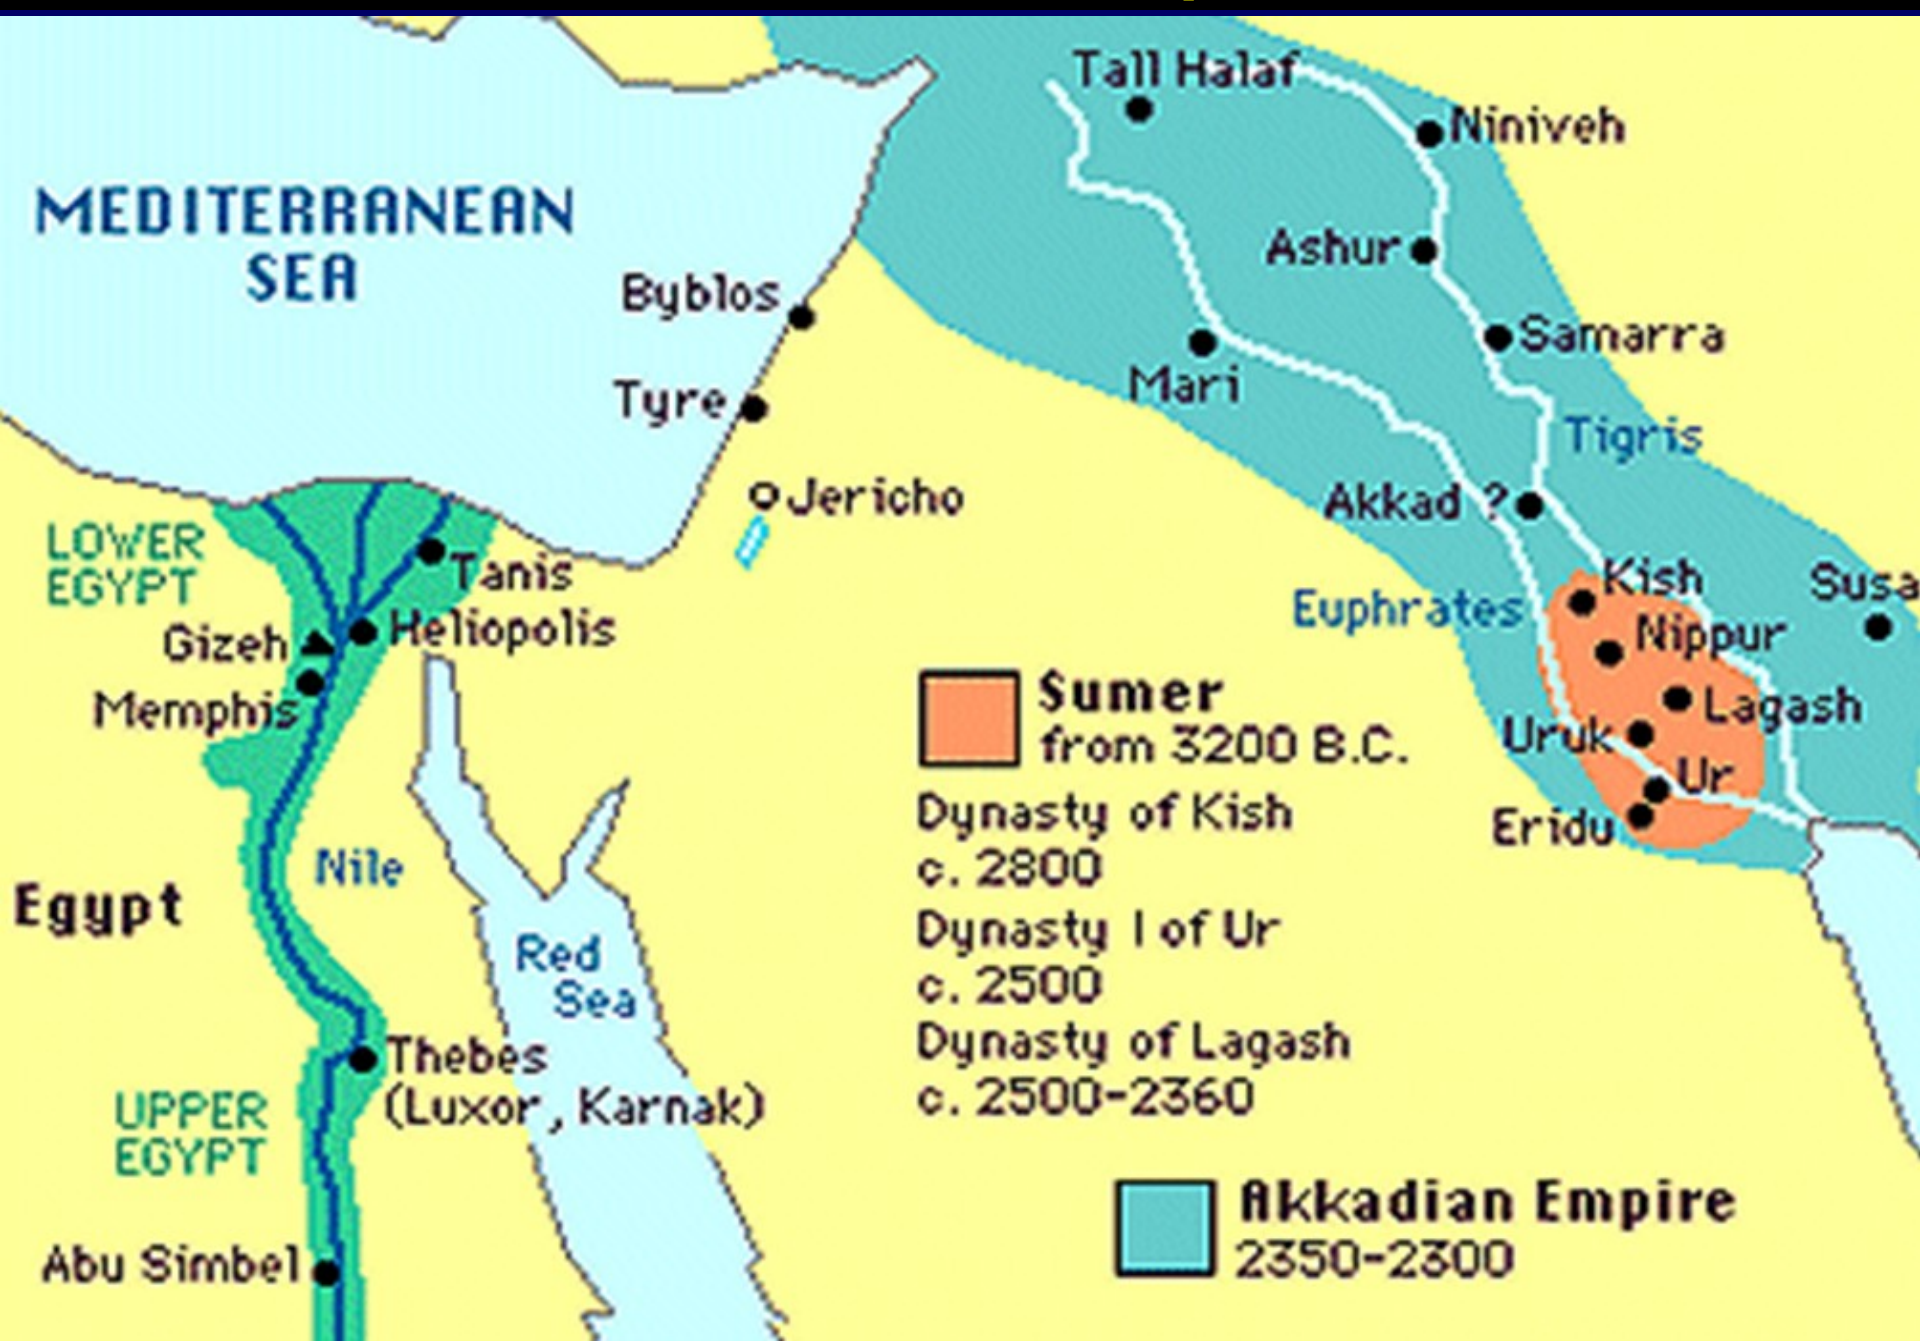 Tall Halaf
Niniveh
MEDITERRANEAN
SEA
Ashur
Byblos
Samarra
Mari
Tyre
Tigris
Jericho
Akkad ?
LOWER
EGYPT
Tanis
Kish
Susa
Euphrates
Gizeh
Heliopolis
Nippur
Memphis
Lagash
Uruk
Ur
Eridu
Sumer
from 3200 B.C.
Dynasty of Kish
c. 2800
Dynasty I of Ur
c. 2500
Dynasty of Lagash
c. 2500-2360
Nile
Egypt
Red
Sea
Thebes
(Luxor, Karnak)
UPPER
EGYPT
Abu Simbel
Akkadian Empire
2350-2300